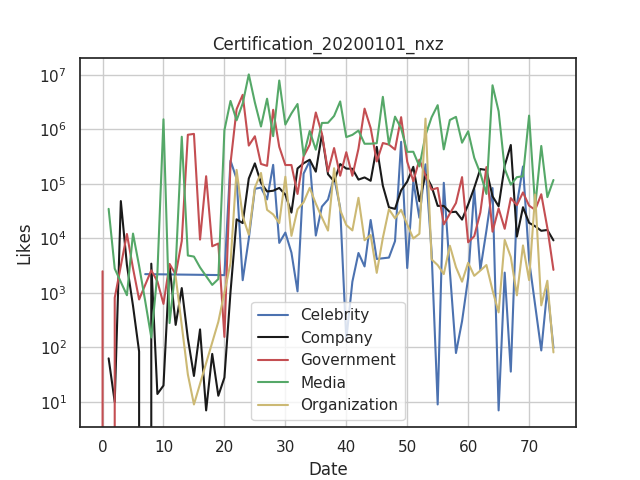 Certification_20200101_nxz
Likes
10^7
10^6
10^5
10^4
10^3
10^2
10^1
Celebrity
Company
Government
Media
Organization
0 10 20 30 40 50 60 70
Date